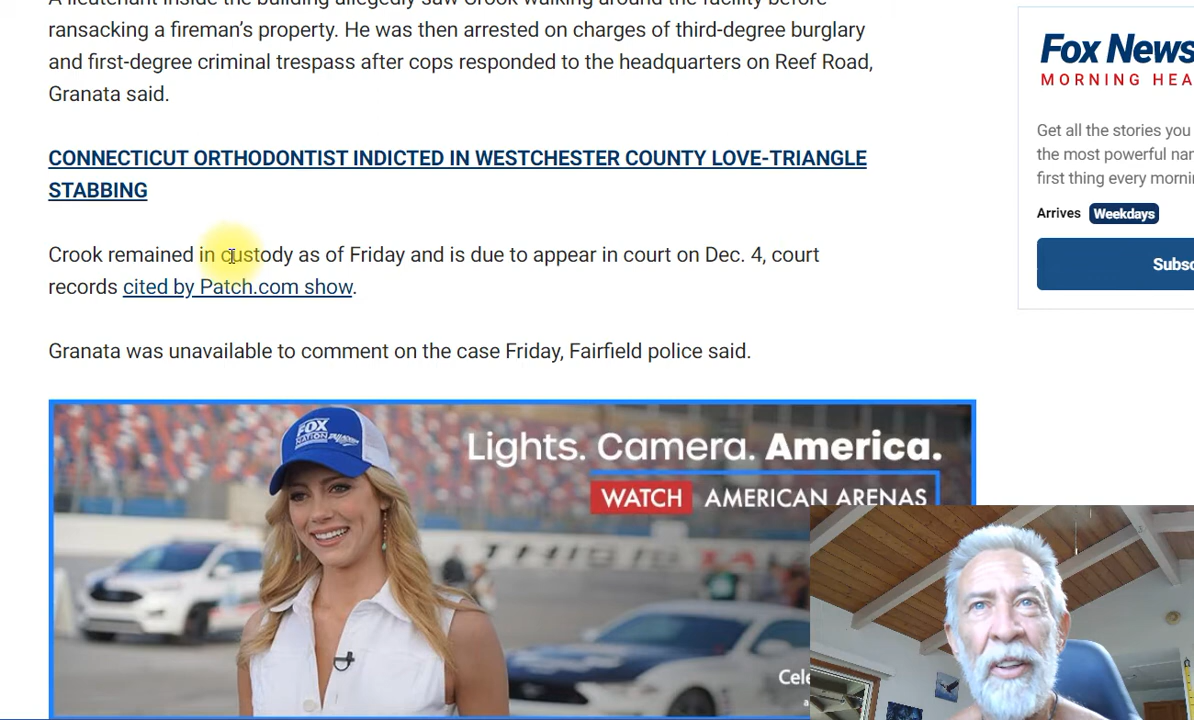 A lieutenant inside the building allegedly saw Crook walking around the facility before
ransacking a fireman's property. He was then arrested on charges of third-degree burglary
and first-degree criminal trespass after cops responded to the headquarters on Reef Road,
Granata said.
CONNECTICUT ORTHODONTIST INDICTED IN WESTCHESTER COUNTY LOVE-TRIANGLE
STABBING
Crook remained in custody as of Friday and is due to appear in court on Dec. 4, court
records cited by Patch.com show.
Granata was unavailable to comment on the case Friday, Fairfield police said.
Fox News
MORNING HEA
Get all the stories you
the most powerful nam
first thing every morni
Arrives Weekdays
Subsc
FOX
NATION
Lights. Camera. America.
WATCH AMERICAN ARENAS
THIS IS
Cele